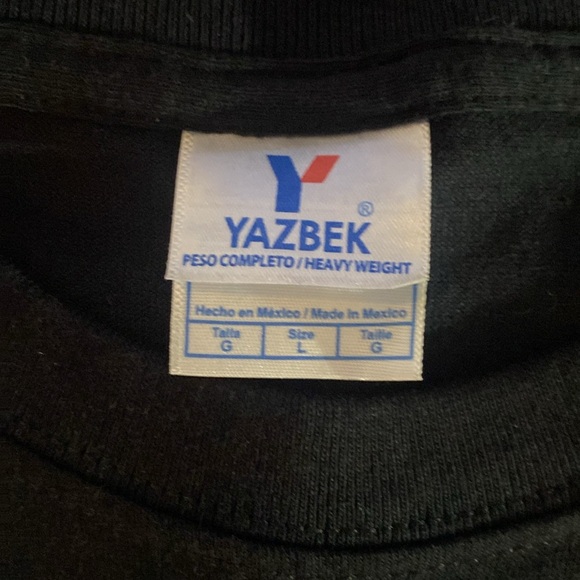 Y
®
YAZBEK
PESO COMPLETO / HEAVY WEIGHT
Hecho en México / Made in Mexico
Talla Size Taille
G L G